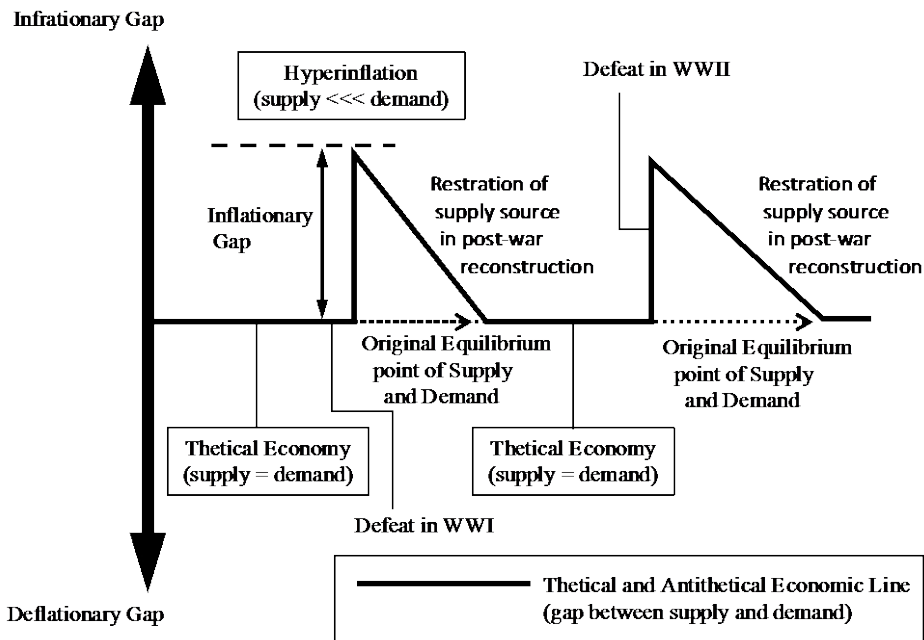 Infrationary Gap
Hyperinflation
(supply <<< demand)
Defeat in WWII
Inflationary
Gap
Restration of
supply source
in post-war
reconstruction
Restration of
supply source
in post-war
reconstruction
Original Equilibrium
point of Supply
and Demand
Original Equilibrium
point of Supply
and Demand
Thetical Economy
(supply = demand)
Thetical Economy
(supply = demand)
Defeat in WWI
Thetical and Antithetical Economic Line
(gap between supply and demand)
Deflationary Gap